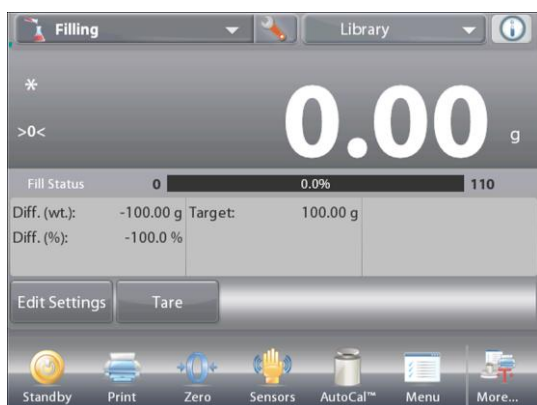 Filling
Library
*
>0<
0.00 g
Fill Status 0 0.0% 110
Diff. (wt.): -100.00 g Target: 100.00 g
Diff. (%): -100.0 %
Edit Settings Tare
Standby Print Zero Sensors AutoCal™ Menu More...